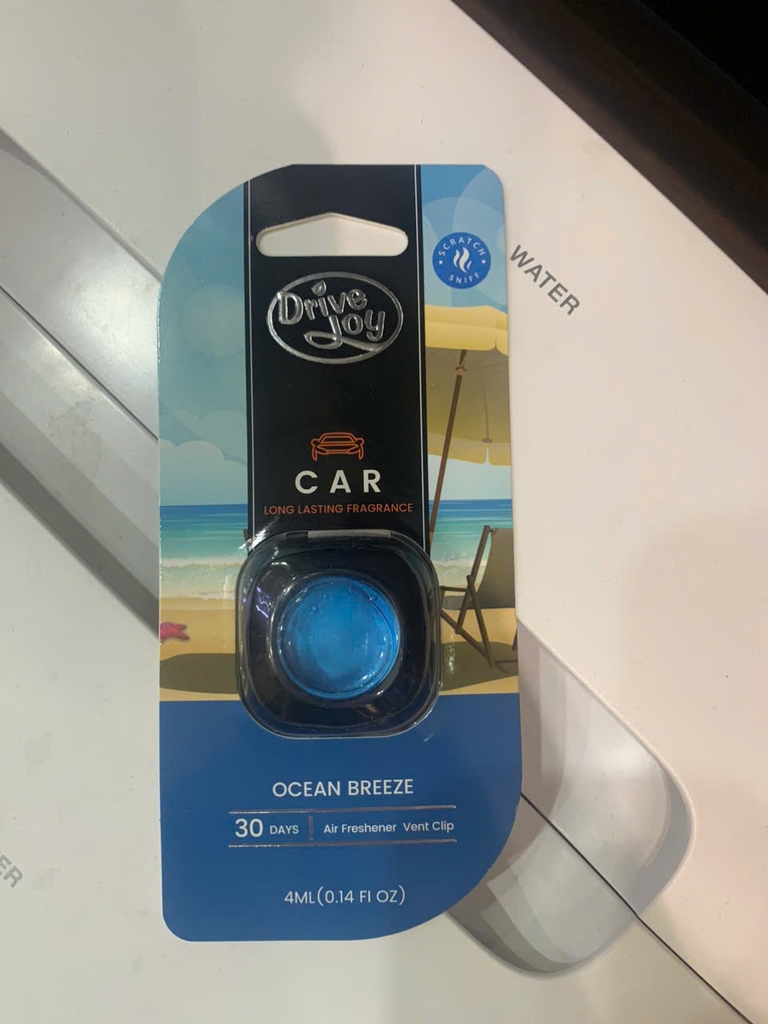 SCRATCH
SNIFF
WATER
Drive
Joy
CAR
LONG LASTING FRAGRANCE
OCEAN BREEZE
30 DAYS
Air Freshener Vent Clip
4ML(0.14 Fl OZ)